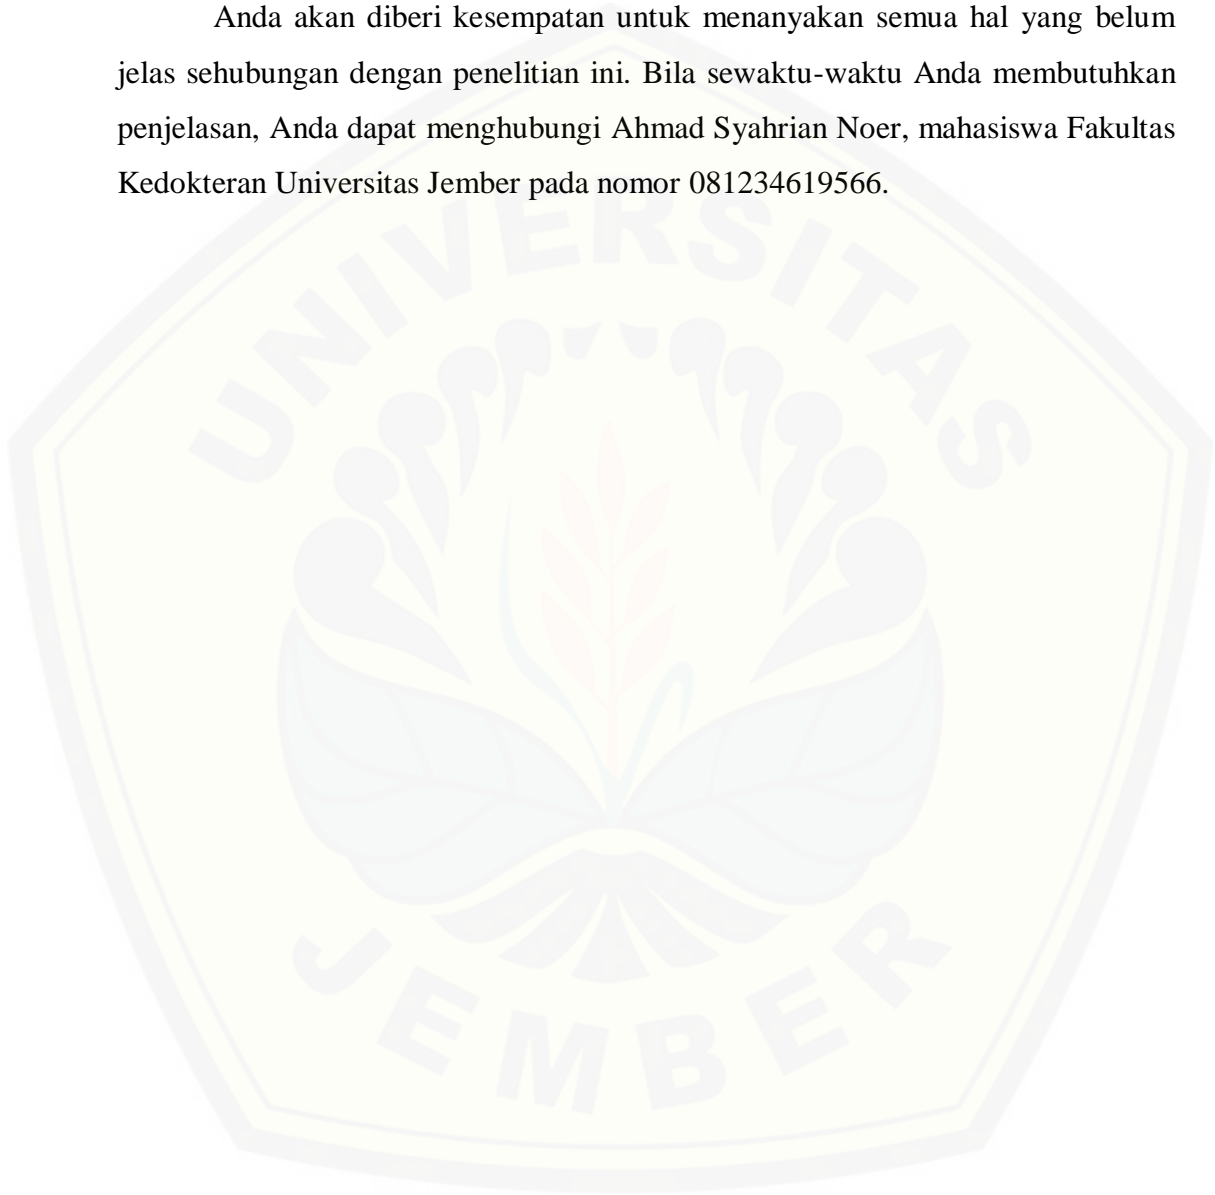 Anda akan diberi kesempatan untuk menanyakan semua hal yang belum
jelas sehubungan dengan penelitian ini. Bila sewaktu-waktu Anda membutuhkan
penjelasan, Anda dapat menghubungi Ahmad Syahrian Noer, mahasiswa Fakultas
Kedokteran Universitas Jember pada nomor 081234619566.
UNIVERSITAS
JEMBER